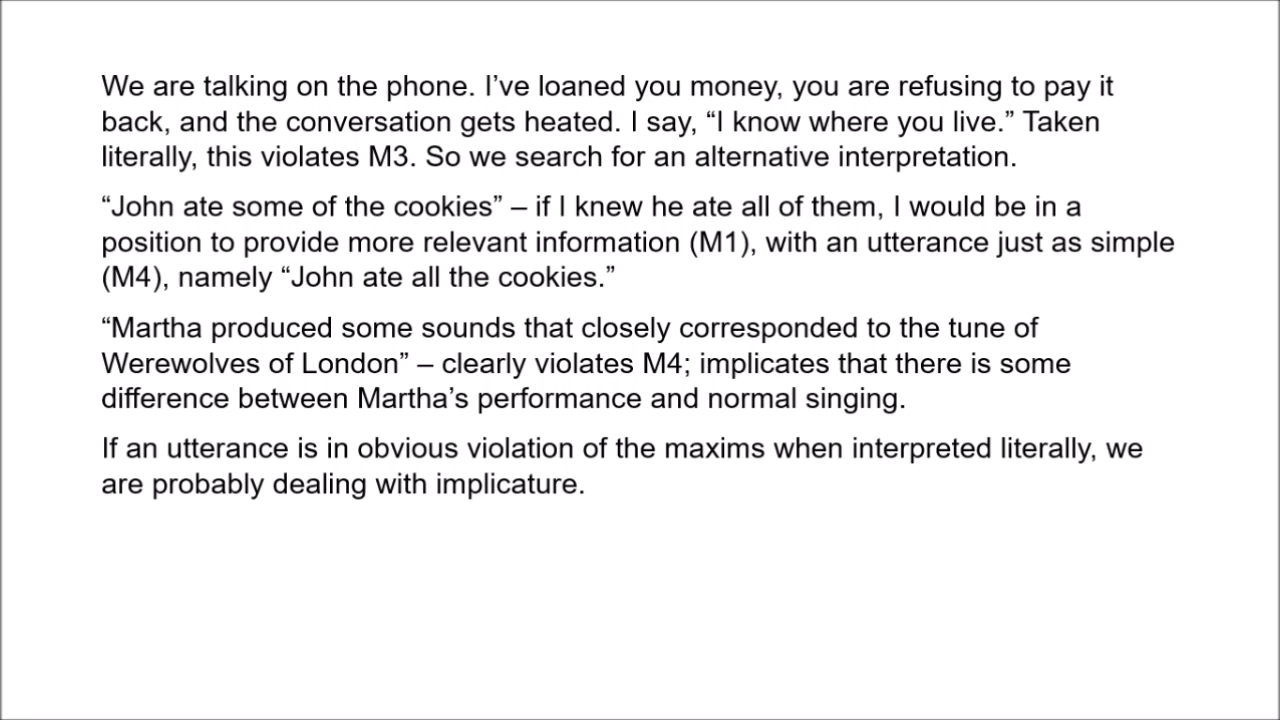 We are talking on the phone. I’ve loaned you money, you are refusing to pay it
back, and the conversation gets heated. I say, “I know where you live.” Taken
literally, this violates M3. So we search for an alternative interpretation.
“John ate some of the cookies” – if I knew he ate all of them, I would be in a
position to provide more relevant information (M1), with an utterance just as simple
(M4), namely “John ate all the cookies.”
“Martha produced some sounds that closely corresponded to the tune of
Werewolves of London” – clearly violates M4; implicates that there is some
difference between Martha’s performance and normal singing.
If an utterance is in obvious violation of the maxims when interpreted literally, we
are probably dealing with implicature.